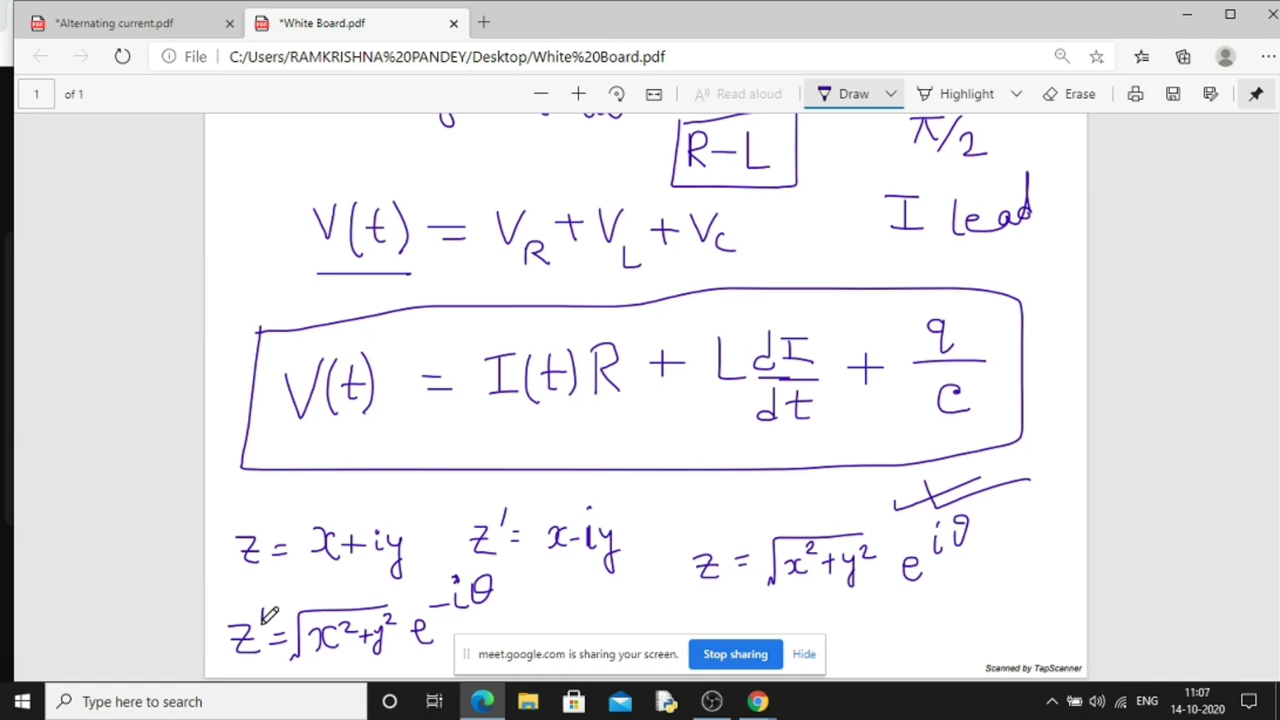 *Alternating current.pdf
*White Board.pdf
File C:/Users/RAMKRISHNA%20PANDEY/Desktop/White%20Board.pdf
1 of 1 Read aloud Draw Highlight Erase
R-L
π/2
I lead
V(t) = V_R + V_L + V_C
V(t) = I(t)R + L dI/dt + q/c
z = x+iy z' = x-iy z = √(x²+y²) e^{iθ}
z' = √(x²+y²) e^{-iθ}
meet.google.com is sharing your screen. Stop sharing Hide
Scanned by TapScanner
Type here to search
ENG
11:07
14-10-2020